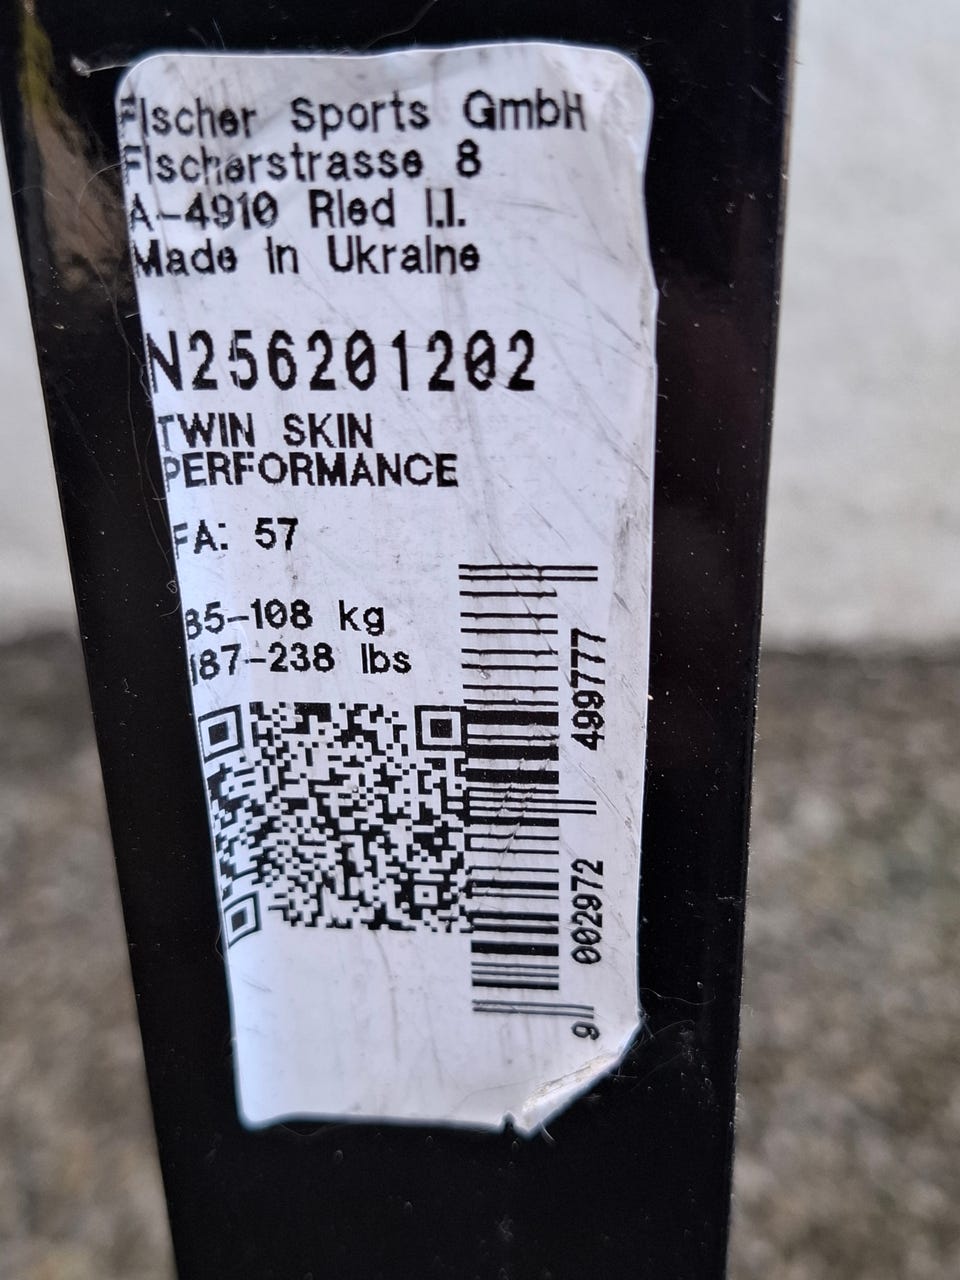 Fischer Sports GmbH
Fischerstrasse 8
A-4910 Ried I.I.
Made in Ukraine
N256201202
TWIN SKIN
PERFORMANCE
FA: 57
85-108 kg
187-238 lbs
9 002972 499777